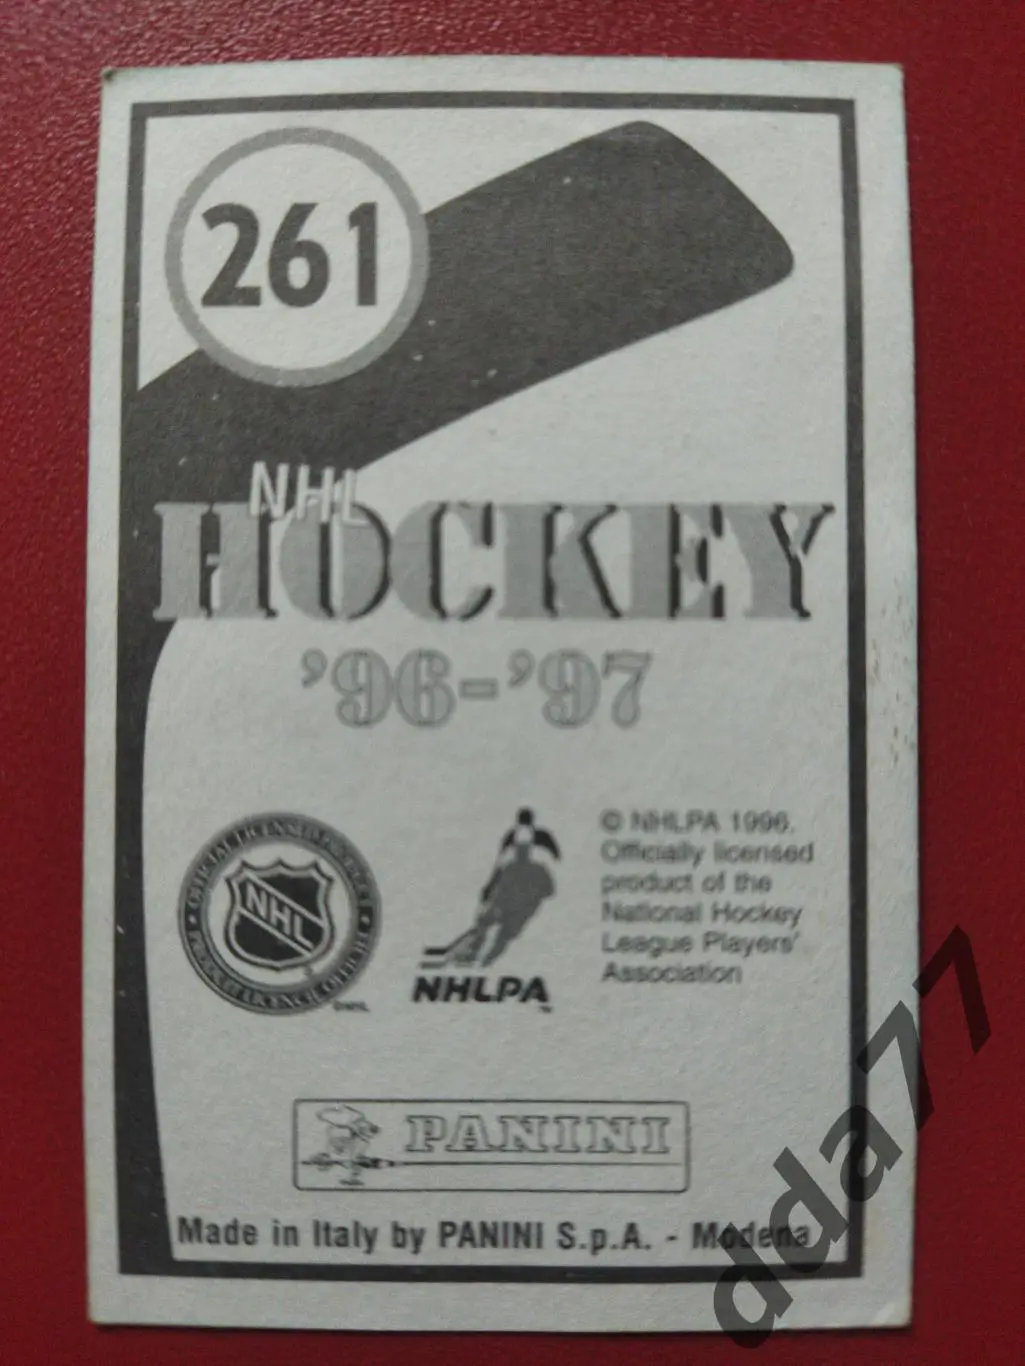 261
NHL
HOCKEY
'96-'97
NHL
NHLPA
© NHLPA 1996.
Officially licensed
product of the
National Hockey
League Players'
Association
PANINI
Made in Italy by PANINI S.p.A. - Modena
dda77